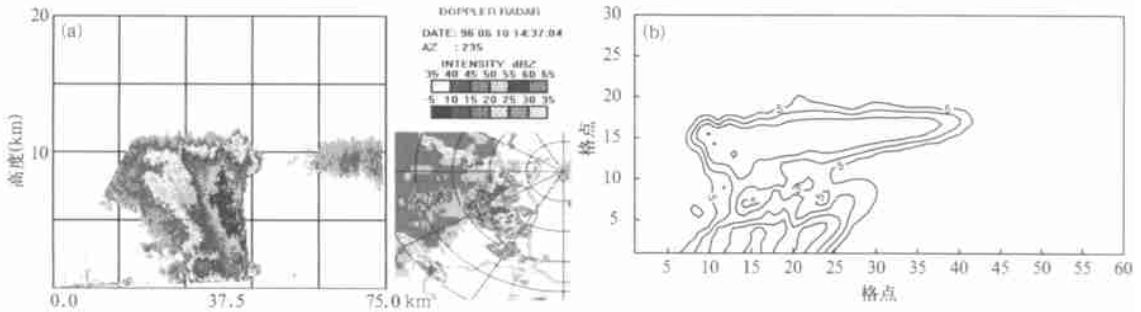 (a)
20
10
高度(km)
0.0
37.5
75.0 km
DOPPLER RADAR
DATE: 96 06 10 14:37:04
AZ : 235
INTENSITY dBZ
35 40 45 50 55 60 65
-5 10 15 20 25 30 35
(b)
30
25
20
15
10
5
格点
5 10 15 20 25 30 35 40 45 50 55 60
格点